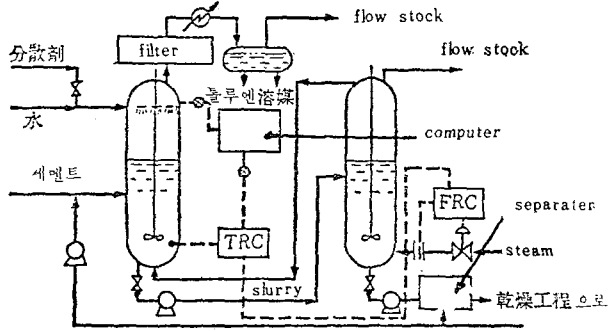 flow stock
filter
flow stook
分散剤
톨루엔溶媒
水
computer
세멘트
FRC
separater
TRC
steam
slurry
乾燥工程 으로